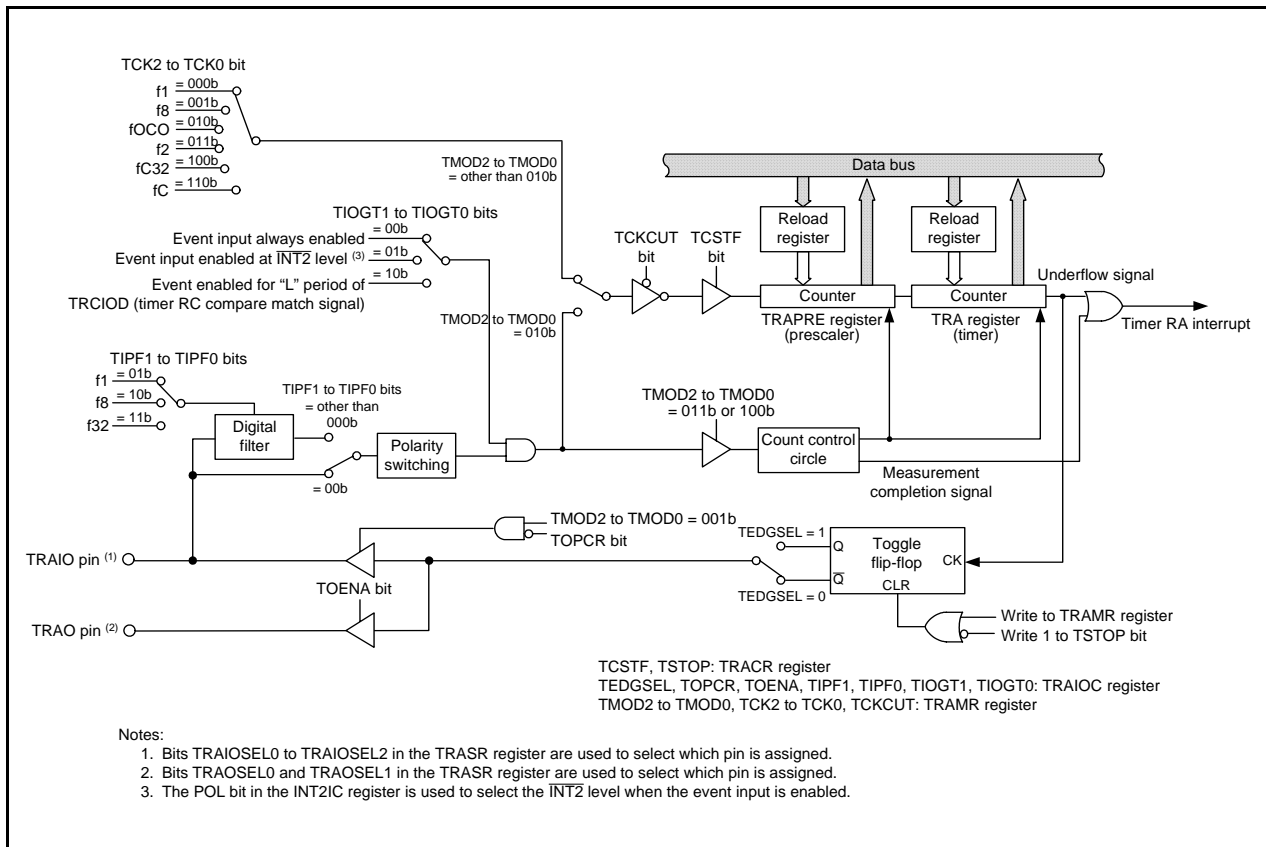 TCK2 to TCK0 bit
f1 = 000b
f8 = 001b
fOCO = 010b
f2 = 011b
fC32 = 100b
fC = 110b
TMOD2 to TMOD0
= other than 010b
Data bus
TIOGT1 to TIOGT0 bits
= 00b
Event input always enabled
Event input enabled at INT2 level (3) = 01b
= 10b
Event enabled for “L” period of
TRCIOD (timer RC compare match signal)
TMOD2 to TMOD0
= 010b
TCKCUT
bit
TCSTF
bit
Reload
register
Reload
register
Counter
TRAPRE register
(prescaler)
Counter
TRA register
(timer)
Underflow signal
Timer RA interrupt
TIPF1 to TIPF0 bits
f1 = 01b
f8 = 10b
f32 = 11b
Digital
filter
TIPF1 to TIPF0 bits
= other than
000b
= 00b
Polarity
switching
TMOD2 to TMOD0
= 011b or 100b
Count control
circle
Measurement
completion signal
TMOD2 to TMOD0 = 001b
TOPCR bit
TRAIO pin (1)
TOENA bit
TRAO pin (2)
TEDGSEL = 1
TEDGSEL = 0
Q
Q
Toggle
flip-flop
CK
CLR
Write to TRAMR register
Write 1 to TSTOP bit
TCSTF, TSTOP: TRACR register
TEDGSEL, TOPCR, TOENA, TIPF1, TIPF0, TIOGT1, TIOGT0: TRAIOC register
TMOD2 to TMOD0, TCK2 to TCK0, TCKCUT: TRAMR register
Notes:
1. Bits TRAIOSEL0 to TRAIOSEL2 in the TRASR register are used to select which pin is assigned.
2. Bits TRAOSEL0 and TRAOSEL1 in the TRASR register are used to select which pin is assigned.
3. The POL bit in the INT2IC register is used to select the INT2 level when the event input is enabled.